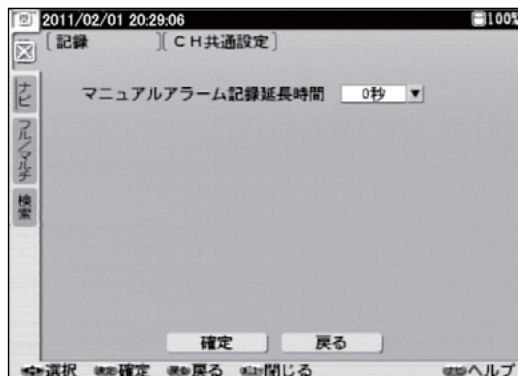 2011/02/01 20:29:06 100%
[記録 ][CH共通設定]
ナビ
フル/マルチ
検索
マニュアルアラーム記録延長時間 0秒
確定 戻る
選択 確定 戻る 閉じる ヘルプ